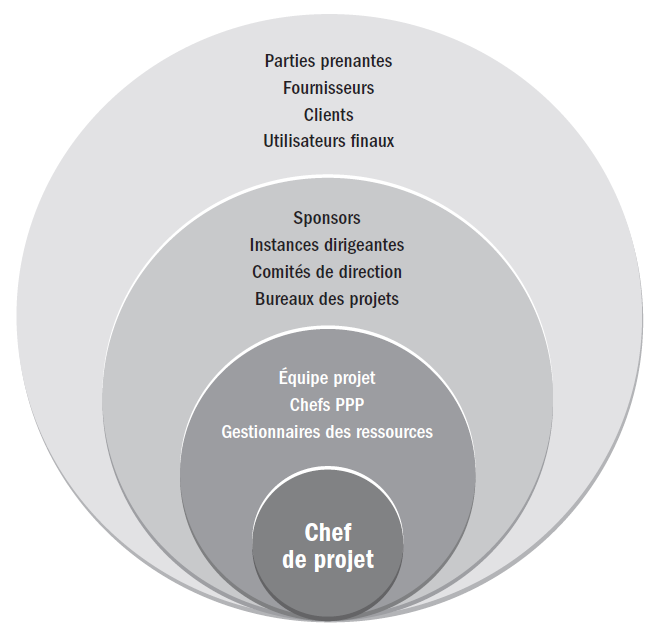 Parties prenantes
Fournisseurs
Clients
Utilisateurs finaux
Sponsors
Instances dirigeantes
Comités de direction
Bureaux des projets
Équipe projet
Chefs PPP
Gestionnaires des ressources
Chef
de projet